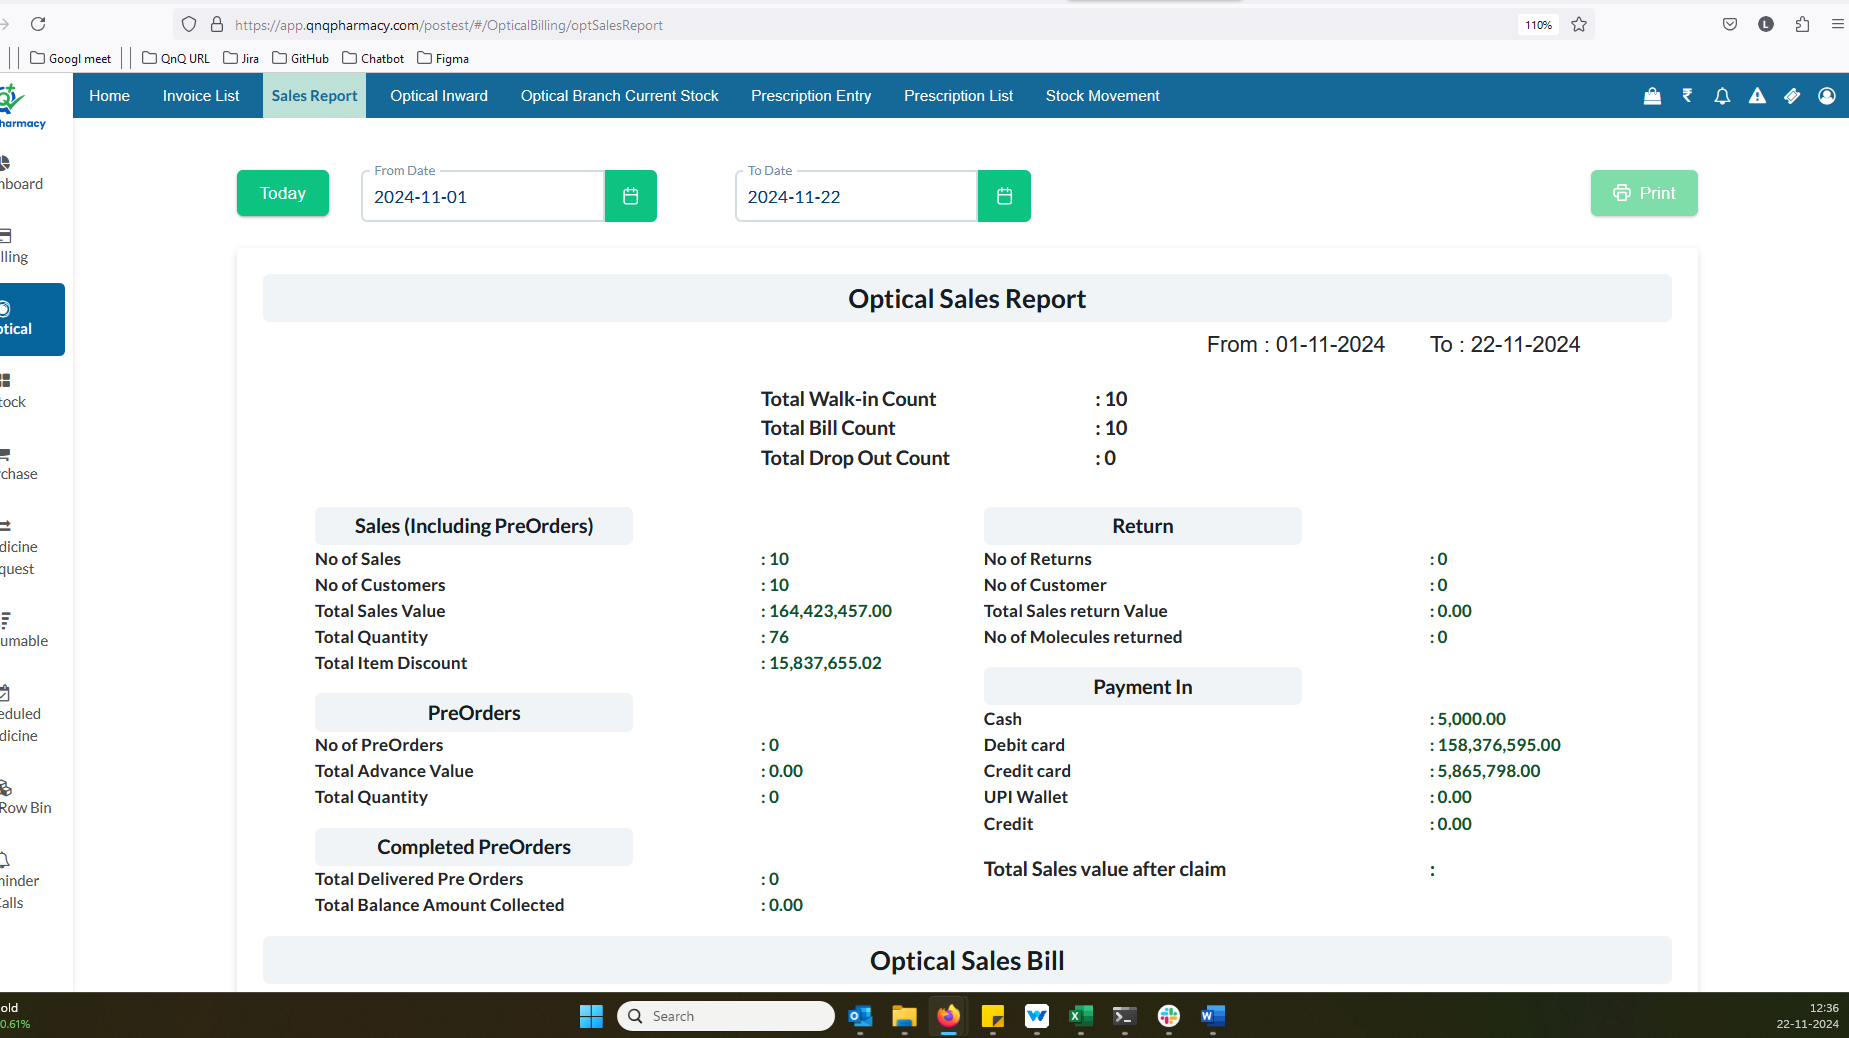 https://app.qnqpharmacy.com/postest/#/OpticalBilling/optSalesReport
110%
L
Googl meet
QnQ URL
Jira
GitHub
Chatbot
Figma
harmacy
Home
Invoice List
Sales Report
Optical Inward
Optical Branch Current Stock
Prescription Entry
Prescription List
Stock Movement
nboard
lling
ptical
tock
chase
dicine
quest
umable
eduled
dicine
Row Bin
ninder
Calls
Today
From Date
2024-11-01
To Date
2024-11-22
Print
Optical Sales Report
From : 01-11-2024 To : 22-11-2024
Total Walk-in Count : 10
Total Bill Count : 10
Total Drop Out Count : 0
Sales (Including PreOrders)
No of Sales : 10
No of Customers : 10
Total Sales Value : 164,423,457.00
Total Quantity : 76
Total Item Discount : 15,837,655.02
PreOrders
No of PreOrders : 0
Total Advance Value : 0.00
Total Quantity : 0
Completed PreOrders
Total Delivered Pre Orders : 0
Total Balance Amount Collected : 0.00
Return
No of Returns : 0
No of Customer : 0
Total Sales return Value : 0.00
No of Molecules returned : 0
Payment In
Cash : 5,000.00
Debit card : 158,376,595.00
Credit card : 5,865,798.00
UPI Wallet : 0.00
Credit : 0.00
Total Sales value after claim :
Optical Sales Bill
old
0.61%
Search
12:36
22-11-2024